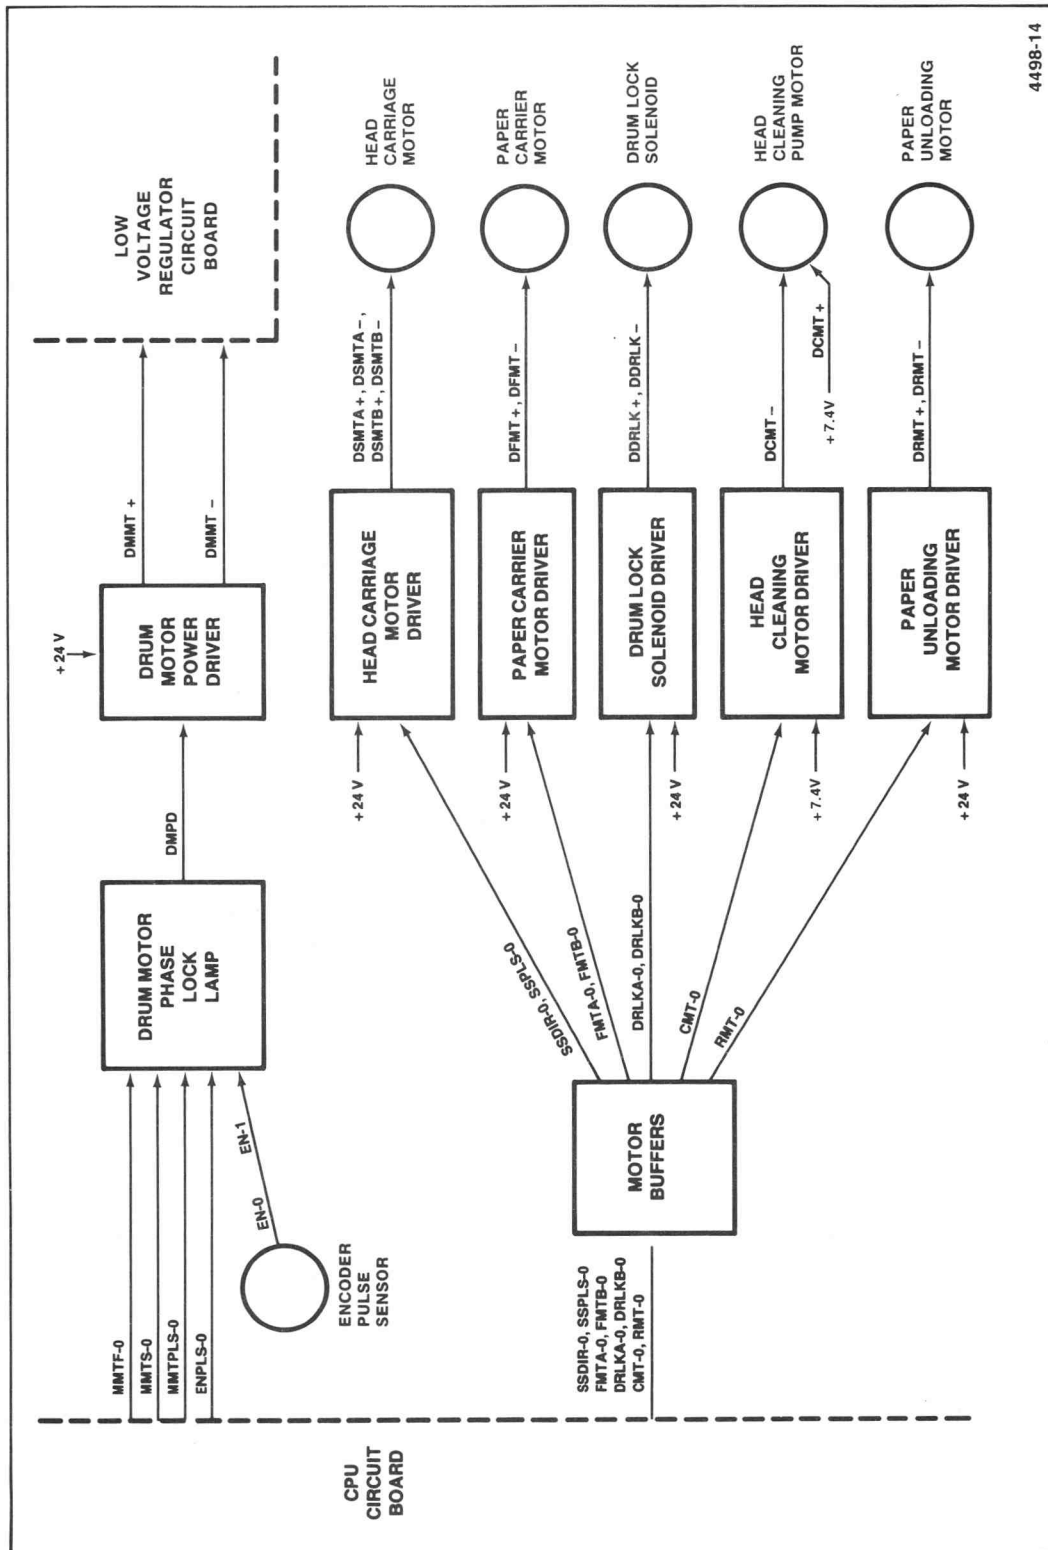 CPU
CIRCUIT
BOARD
MMTF-0
MMTS-0
MMTPLS-0
ENPLS-0
EN-0
EN-1
ENCODER
PULSE
SENSOR
DRUM MOTOR
PHASE
LOCK
LAMP
DMPD
+24 V
DRUM
MOTOR
POWER
DRIVER
DMMT +
DMMT −
LOW
VOLTAGE
REGULATOR
CIRCUIT
BOARD
SSDIR-0, SSPLS-0
FMTA-0, FMTB-0
DRLKA-0, DRLKB-0
CMT-0, RMT-0
MOTOR
BUFFERS
SSDIR-0, SSPLS-0
FMTA-0, FMTB-0
DRLKA-0, DRLKB-0
CMT-0
RMT-0
+24 V
HEAD CARRIAGE
MOTOR
DRIVER
DSMTA +, DSMTA −,
DSMTB +, DSMTB −
HEAD
CARRIAGE
MOTOR
+24 V
PAPER CARRIER
MOTOR DRIVER
DFMT +, DFMT −
PAPER
CARRIER
MOTOR
+24 V
DRUM LOCK
SOLENOID DRIVER
DDRLK +, DDRLK −
DRUM LOCK
SOLENOID
+7.4V
HEAD
CLEANING
MOTOR DRIVER
DCMT −
+7.4V
DCMT +
HEAD
CLEANING
PUMP MOTOR
+24 V
PAPER
UNLOADING
MOTOR DRIVER
DRMT +, DRMT −
PAPER
UNLOADING
MOTOR
4498-14